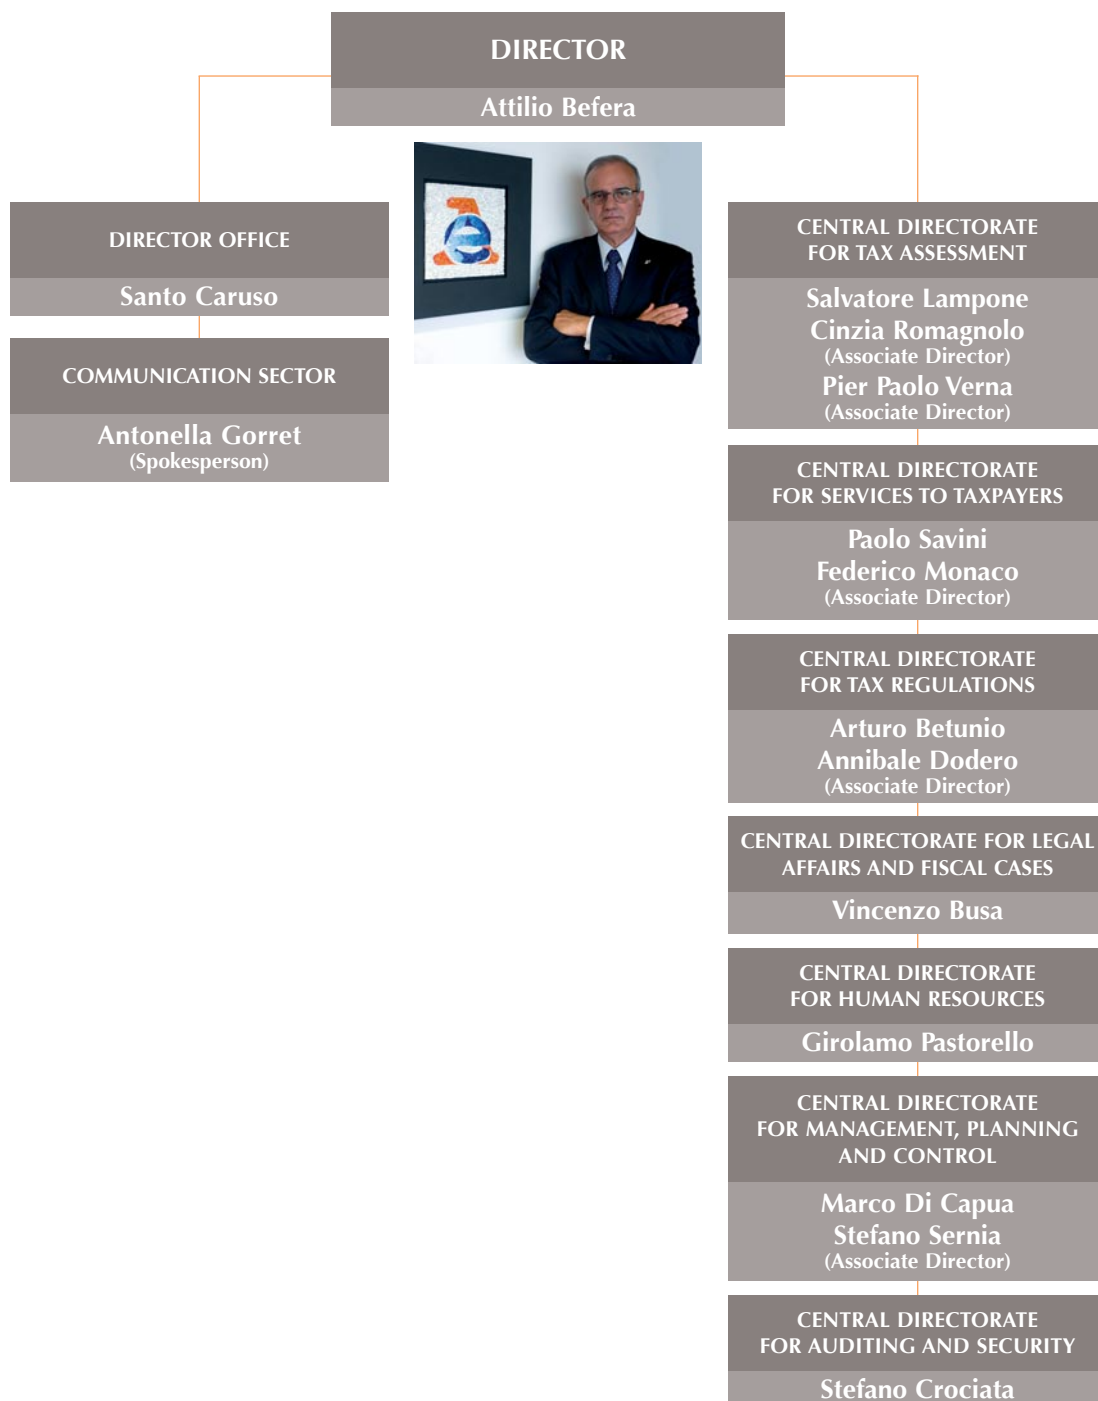 DIRECTOR
Attilio Befera
DIRECTOR OFFICE
Santo Caruso
COMMUNICATION SECTOR
Antonella Gorret
(Spokesperson)
CENTRAL DIRECTORATE
FOR TAX ASSESSMENT
Salvatore Lampone
Cinzia Romagnolo
(Associate Director)
Pier Paolo Verna
(Associate Director)
CENTRAL DIRECTORATE
FOR SERVICES TO TAXPAYERS
Paolo Savini
Federico Monaco
(Associate Director)
CENTRAL DIRECTORATE
FOR TAX REGULATIONS
Arturo Betunio
Annibale Dodero
(Associate Director)
CENTRAL DIRECTORATE FOR LEGAL
AFFAIRS AND FISCAL CASES
Vincenzo Busa
CENTRAL DIRECTORATE
FOR HUMAN RESOURCES
Girolamo Pastorello
CENTRAL DIRECTORATE
FOR MANAGEMENT, PLANNING
AND CONTROL
Marco Di Capua
Stefano Sernia
(Associate Director)
CENTRAL DIRECTORATE
FOR AUDITING AND SECURITY
Stefano Crociata